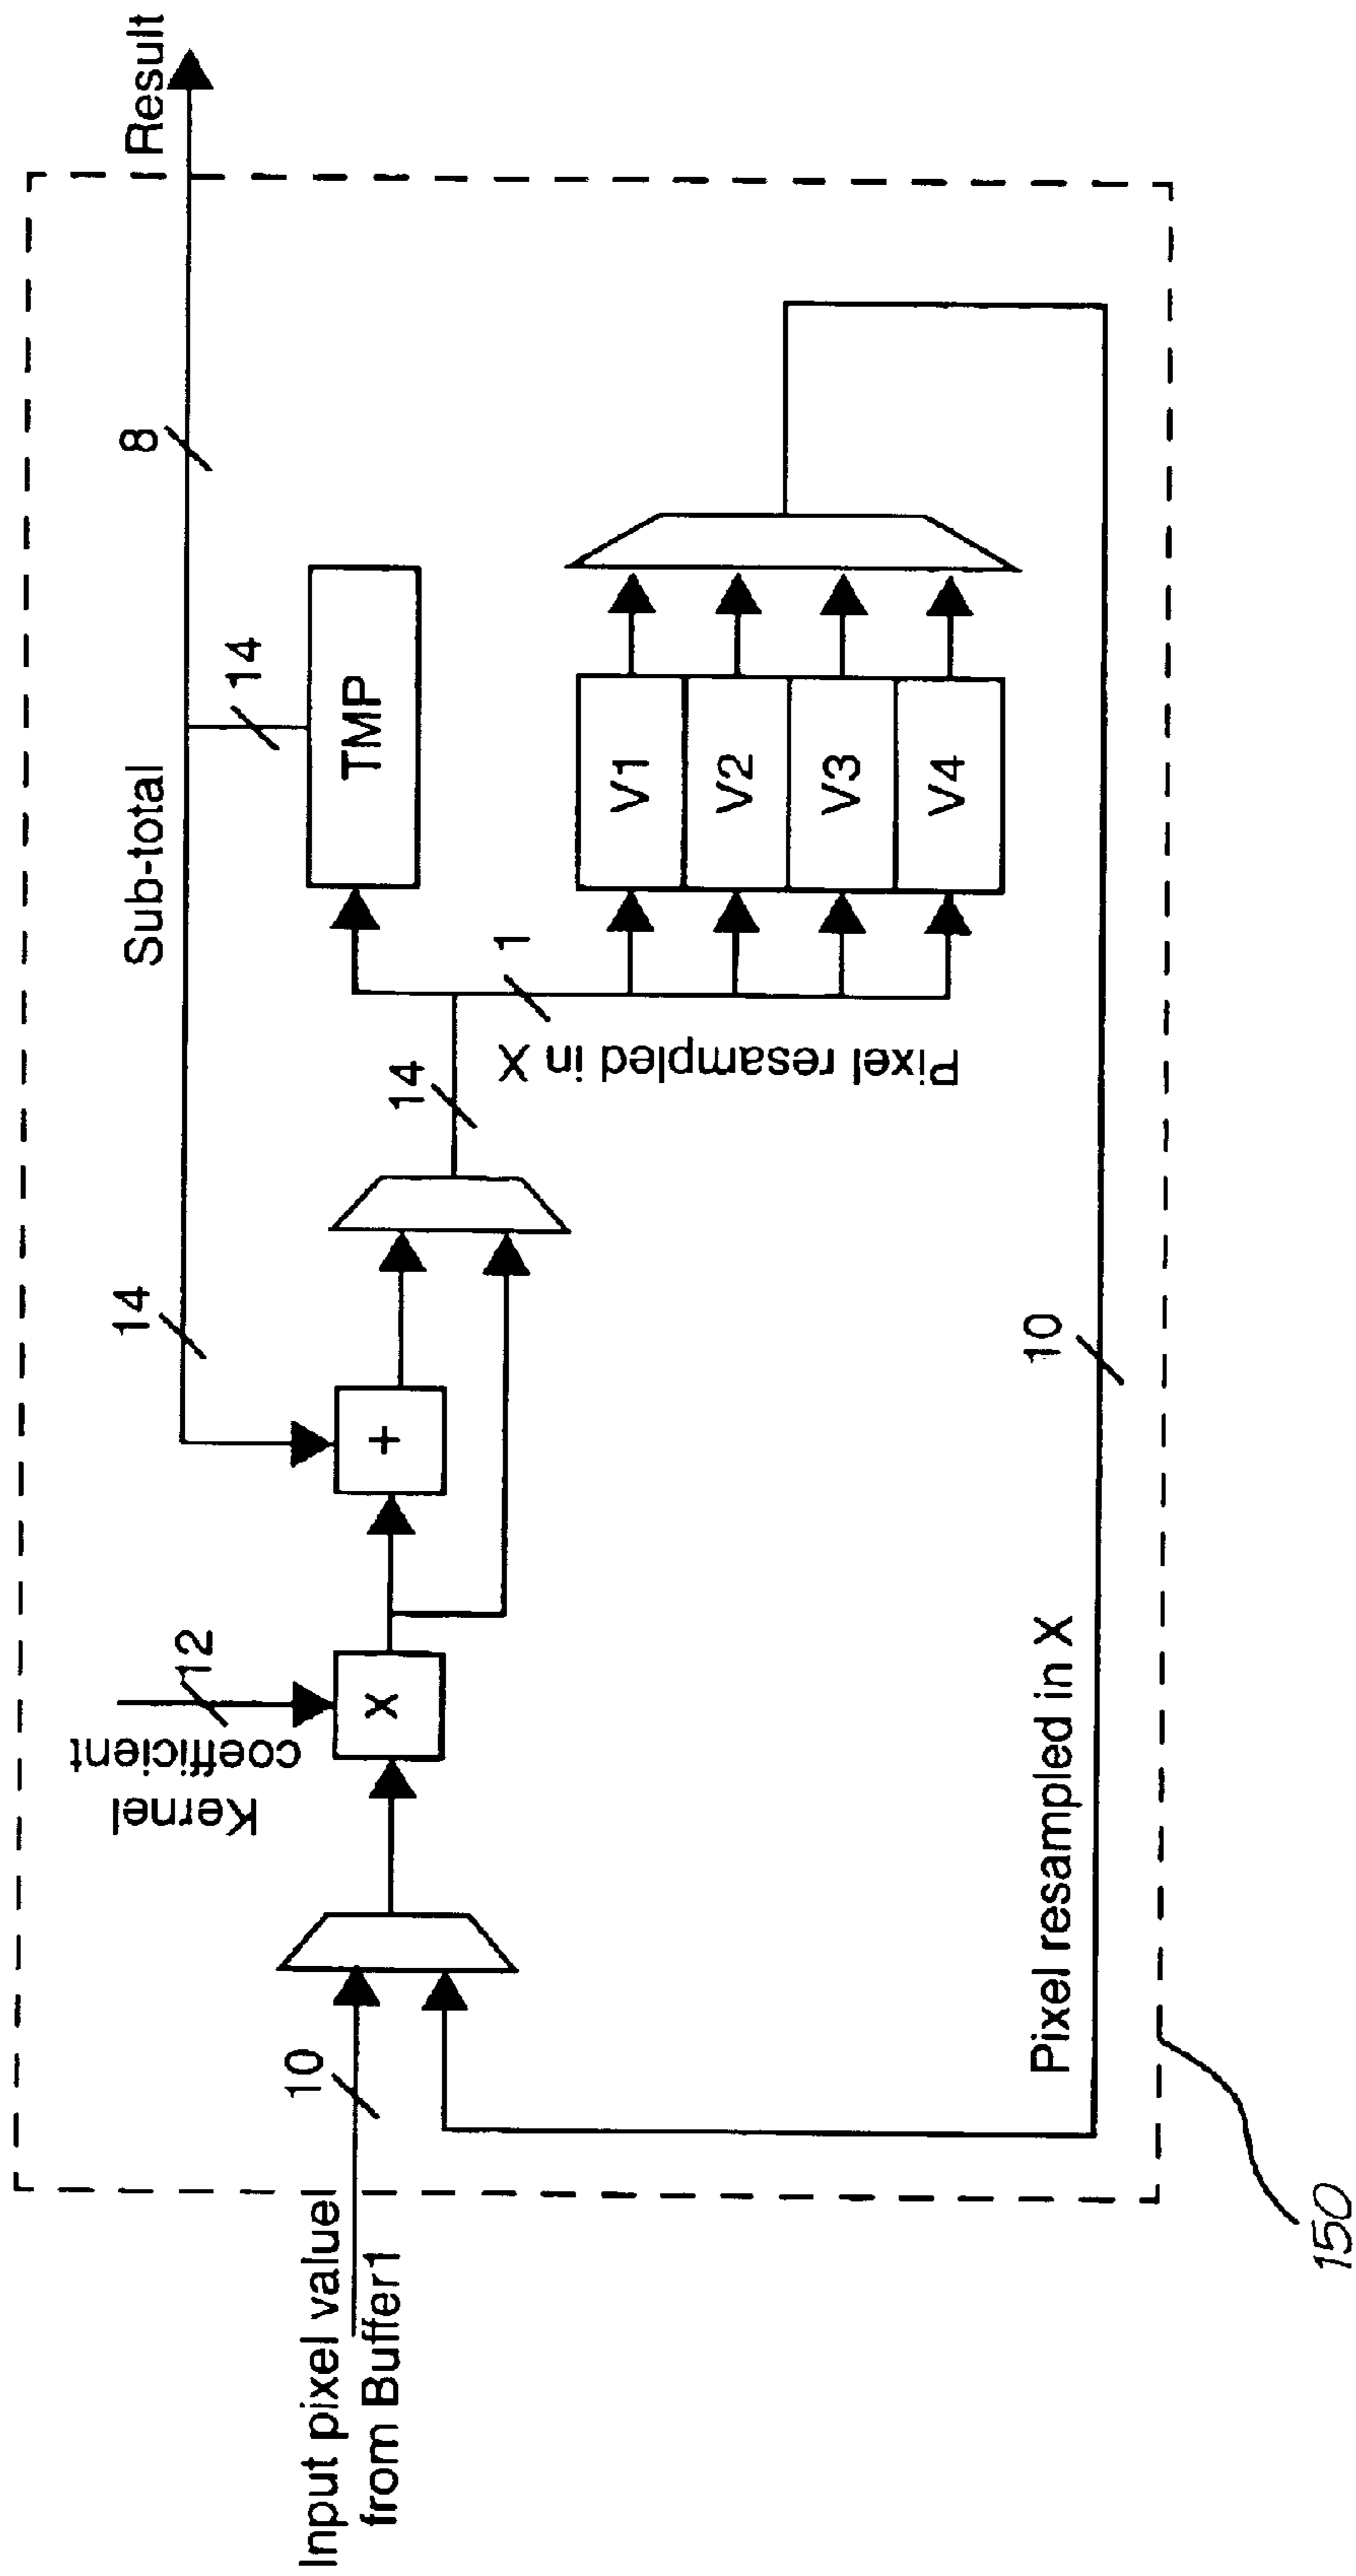 Result
8
Sub-total
14
14
TMP
V1
V2
V3
V4
1
Pixel resampled in X
14
+
12
Kernel
coefficient
X
10
10
Pixel resampled in X
Input pixel value
from Buffer1
150